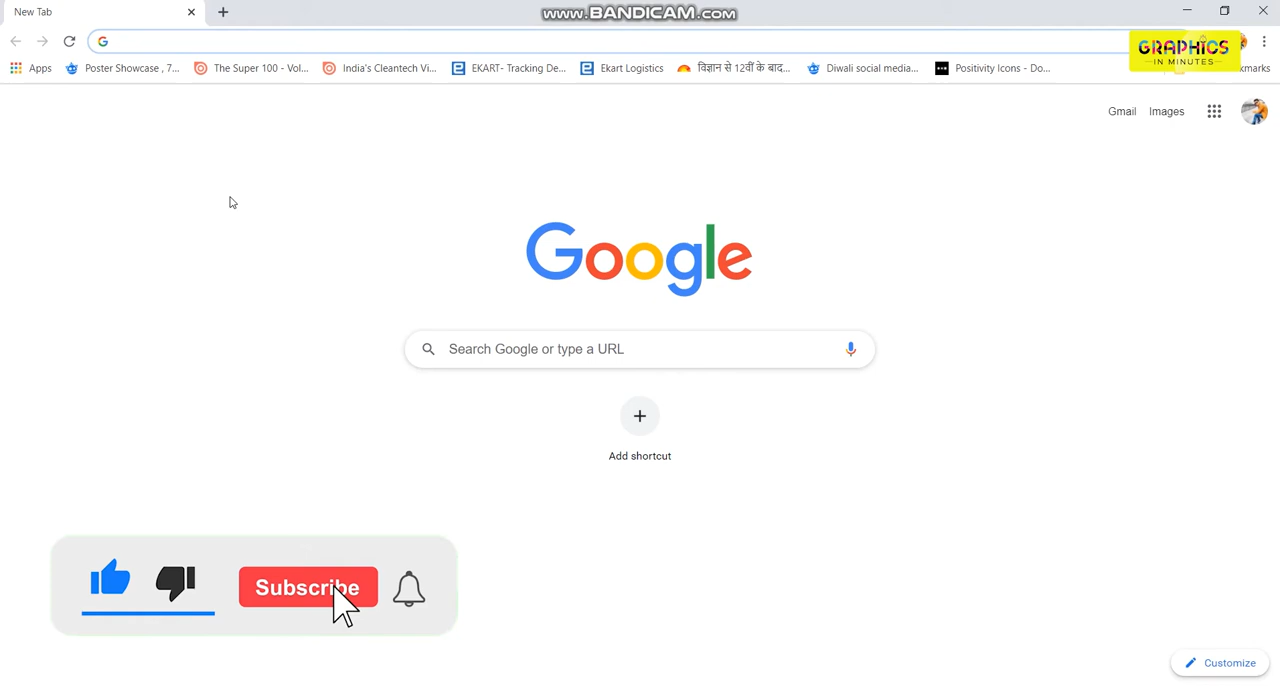 New Tab
www.BANDICAM.com
GRAPHICS
IN MINUTES
Apps
Poster Showcase , 7...
The Super 100 - Vol...
India's Cleantech Vi...
EKART- Tracking De...
Ekart Logistics
विज्ञान से 12वीं के बाद...
Diwali social media...
Positivity Icons - Do...
Gmail
Images
Google
Search Google or type a URL
Add shortcut
Subscribe
Customize